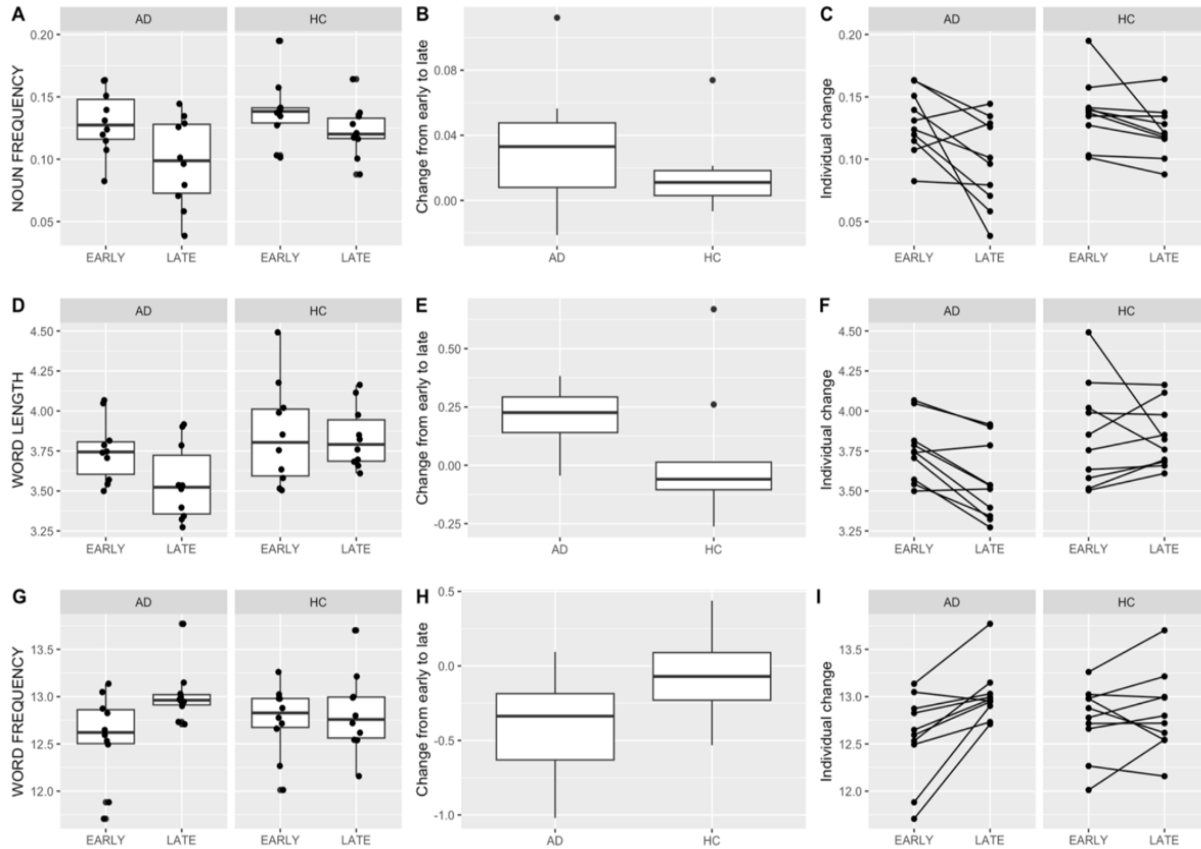 A
AD
HC
NOUN FREQUENCY
0.20
0.15
0.10
0.05
EARLY
LATE
EARLY
LATE
B
Change from early to late
0.08
0.04
0.00
AD
HC
C
AD
HC
Individual change
0.20
0.15
0.10
0.05
EARLY
LATE
EARLY
LATE
D
AD
HC
WORD LENGTH
4.50
4.25
4.00
3.75
3.50
3.25
EARLY
LATE
EARLY
LATE
E
Change from early to late
0.50
0.25
0.00
-0.25
AD
HC
F
AD
HC
Individual change
4.50
4.25
4.00
3.75
3.50
3.25
EARLY
LATE
EARLY
LATE
G
AD
HC
WORD FREQUENCY
13.5
13.0
12.5
12.0
EARLY
LATE
EARLY
LATE
H
Change from early to late
0.5
0.0
-0.5
-1.0
AD
HC
I
AD
HC
Individual change
13.5
13.0
12.5
12.0
EARLY
LATE
EARLY
LATE